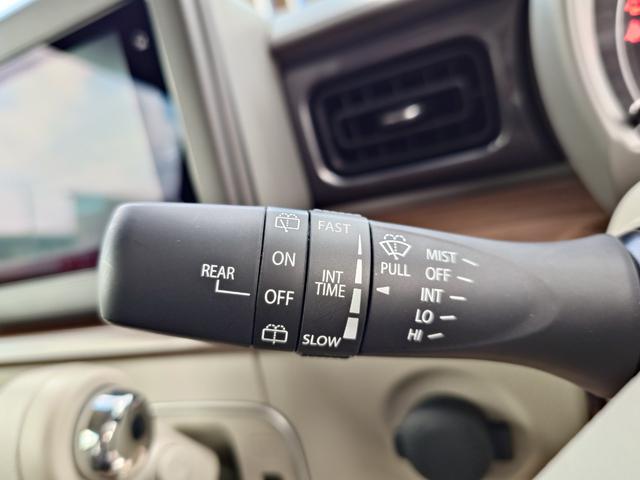 REAR
ON
OFF
FAST
INT
TIME
SLOW
PULL
MIST
OFF
INT
LO
HI